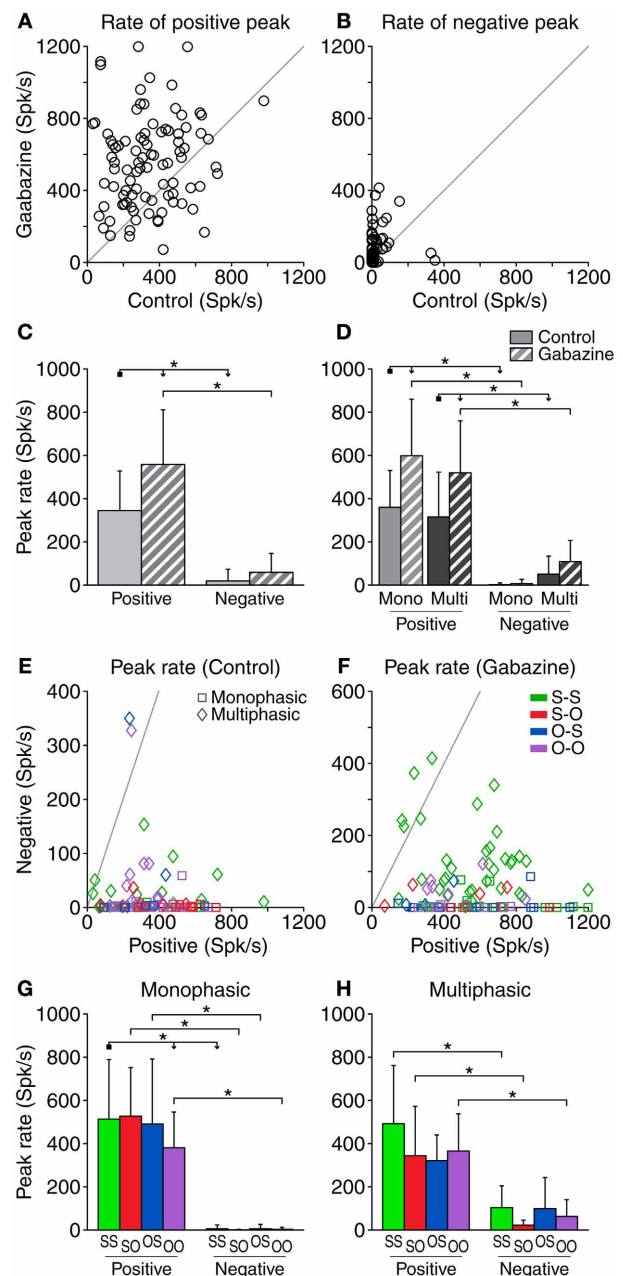 A Rate of positive peak
B Rate of negative peak
Gaabazine (Spk/s)
1200
800
400
0
0 400 800 1200
Control (Spk/s)
1200
800
400
0
0 400 800 1200
Control (Spk/s)
C
D
Control
Gabazine
Peak rate (Spk/s)
1000
800
600
400
200
0
* *
Positive Negative
1000
800
600
400
200
0
* * * *
Mono Multi Mono Multi
Positive Negative
E Peak rate (Control)
F Peak rate (Gabazine)
Negative (Spk/s)
400
300
200
100
0
Monophasic
Multiphasic
0 400 800 1200
Positive (Spk/s)
600
400
200
0
S-S
S-O
O-S
O-O
0 400 800 1200
Positive (Spk/s)
G Monophasic
H Multiphasic
Peak rate (Spk/s)
1000
800
600
400
200
0
* * * *
SS SO OS OO SS SO OS OO
Positive Negative
1000
800
600
400
200
0
* * *
SS SO OS OO SS SO OS OO
Positive Negative